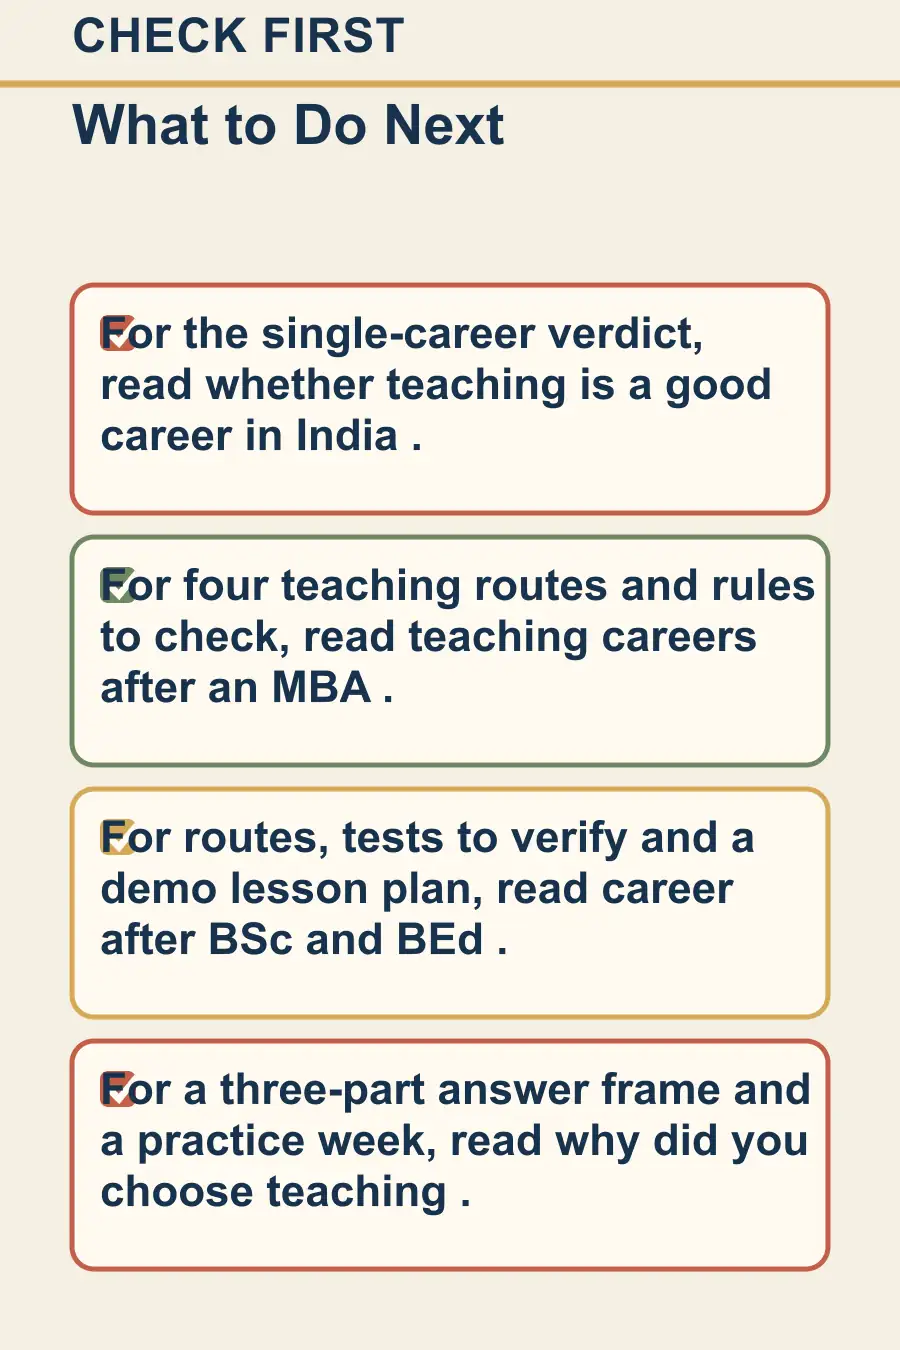 CHECK FIRST
What to Do Next
For the single-career verdict,
read whether teaching is a good
career in India .
For four teaching routes and rules
to check, read teaching careers
after an MBA .
For routes, tests to verify and a
demo lesson plan, read career
after BSc and BEd .
For a three-part answer frame and
a practice week, read why did you
choose teaching .